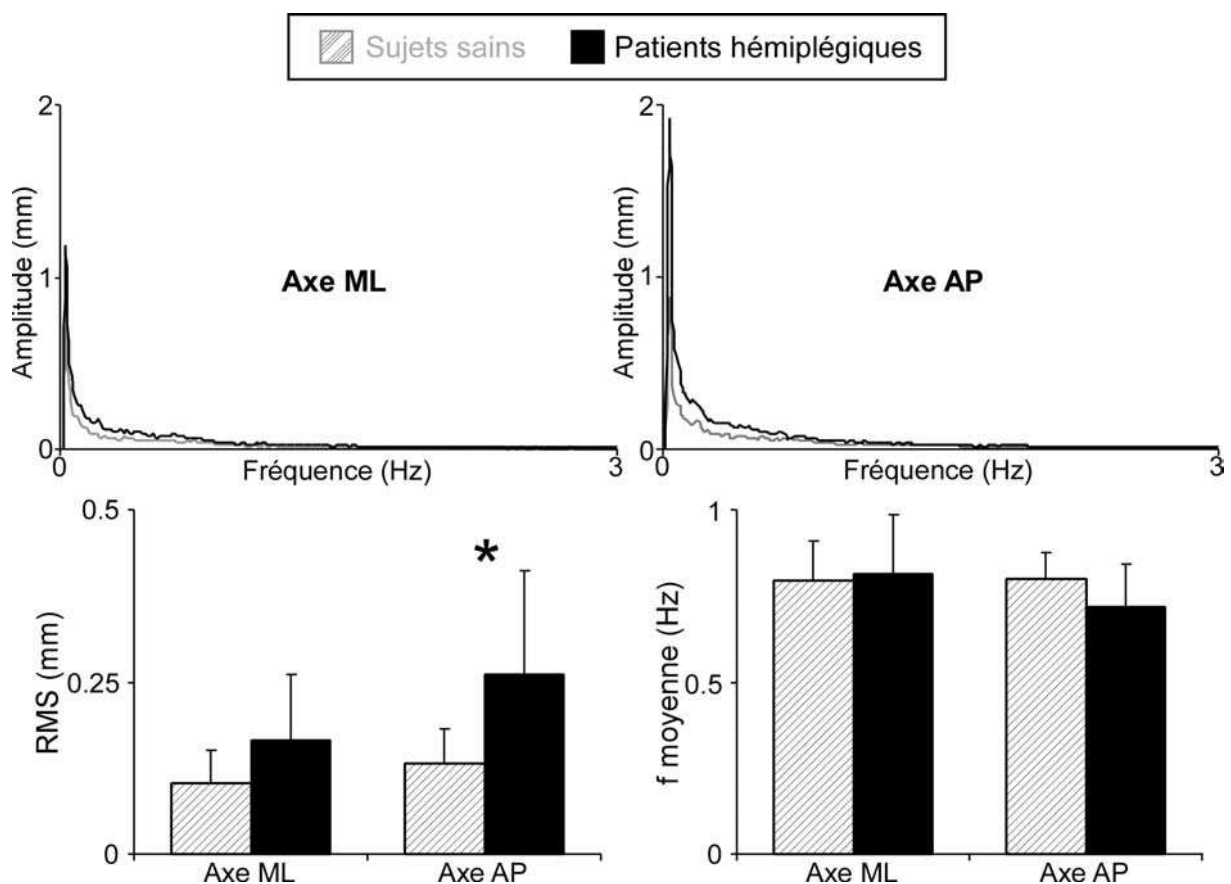 Sujets sains Patients hémiplégiques
2
1
0
Amplitude (mm)
Axe ML
0 Fréquence (Hz) 3
2
1
0
Amplitude (mm)
Axe AP
0 Fréquence (Hz) 3
0.5
0.25
0
RMS (mm)
*
Axe ML Axe AP
1
0.5
0
f moyenne (Hz)
Axe ML Axe AP